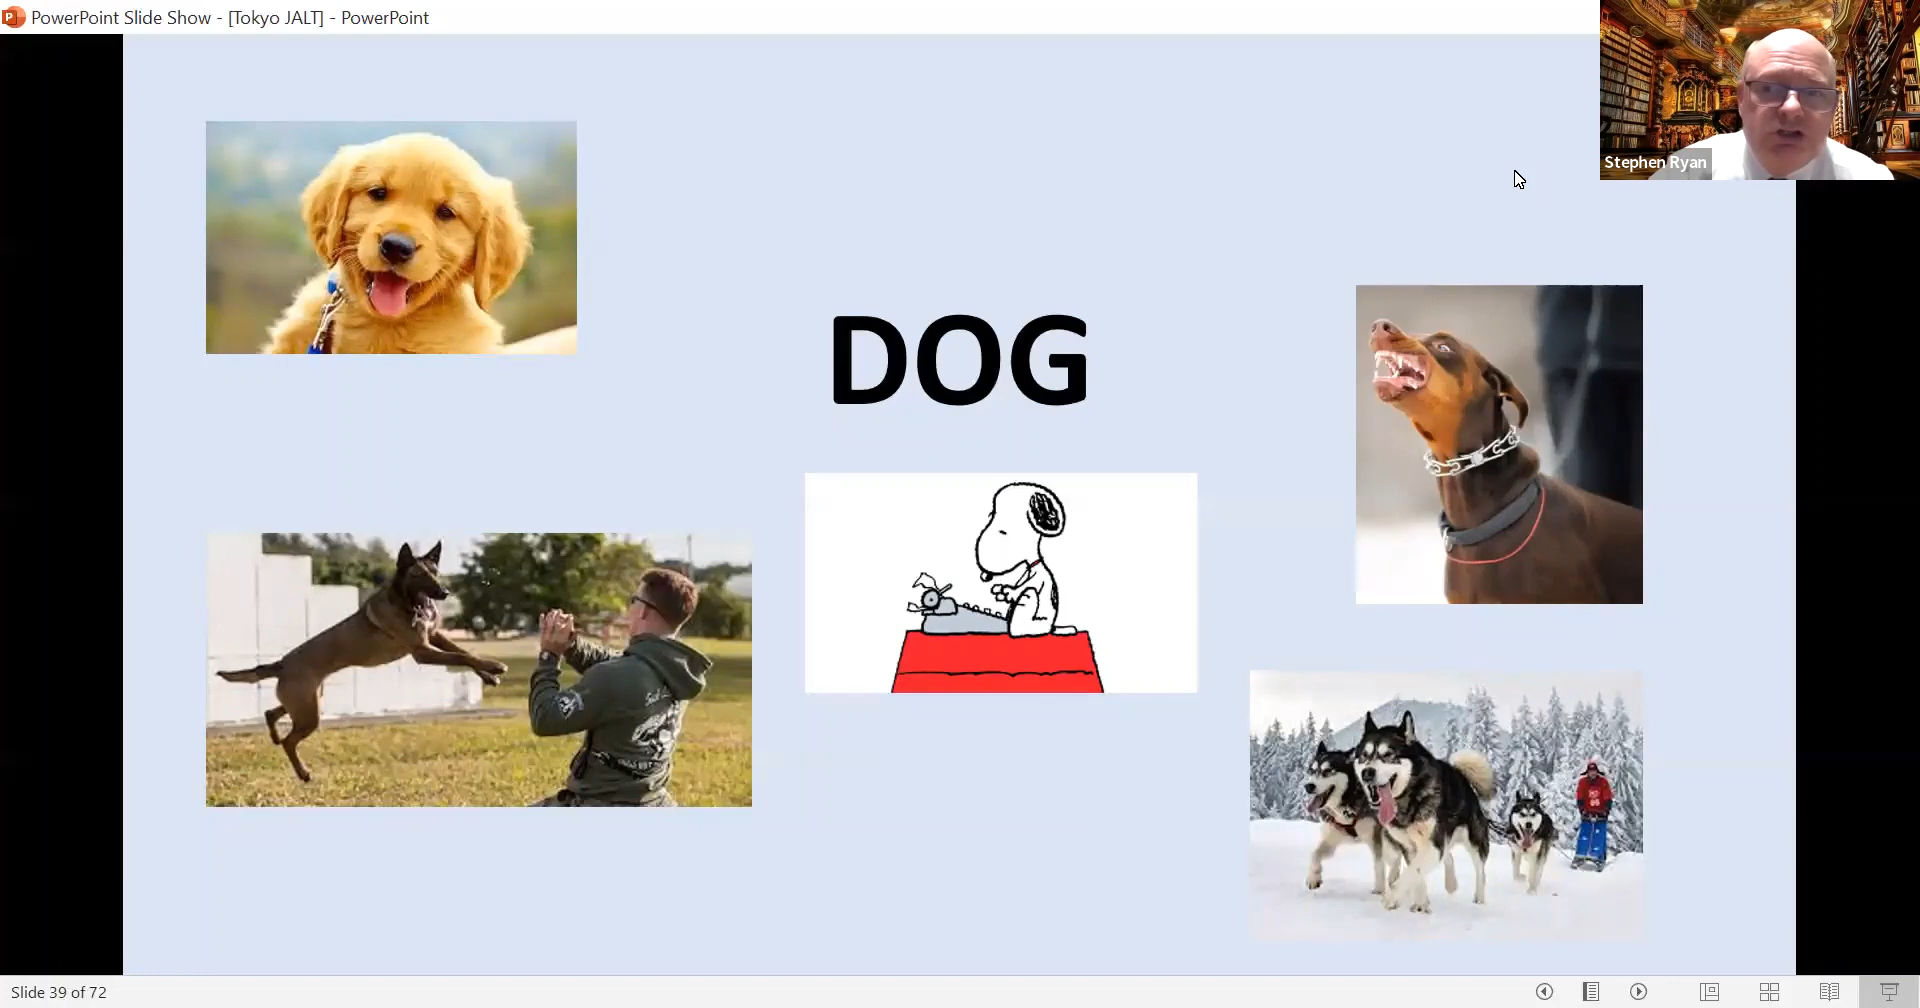 PowerPoint Slide Show - [Tokyo JALT] - PowerPoint
Stephen Ryan
DOG
Slide 39 of 72